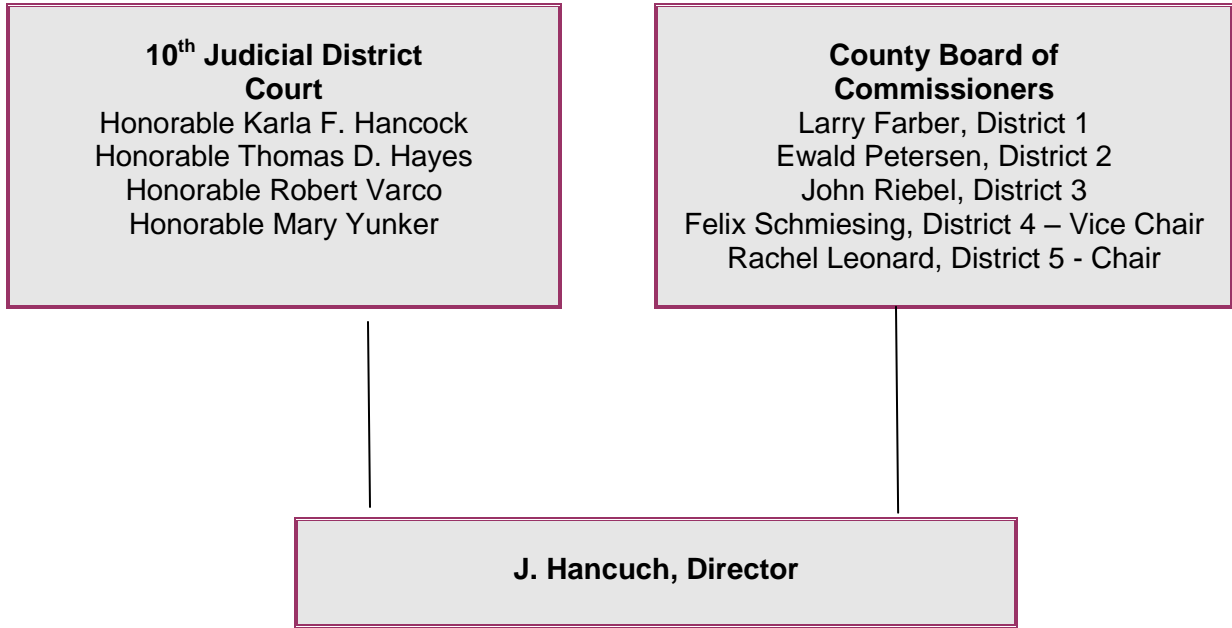 10th Judicial District
Court
Honorable Karla F. Hancock
Honorable Thomas D. Hayes
Honorable Robert Varco
Honorable Mary Yunker
County Board of
Commissioners
Larry Farber, District 1
Ewald Petersen, District 2
John Riebel, District 3
Felix Schmiesing, District 4 – Vice Chair
Rachel Leonard, District 5 - Chair
J. Hancuch, Director